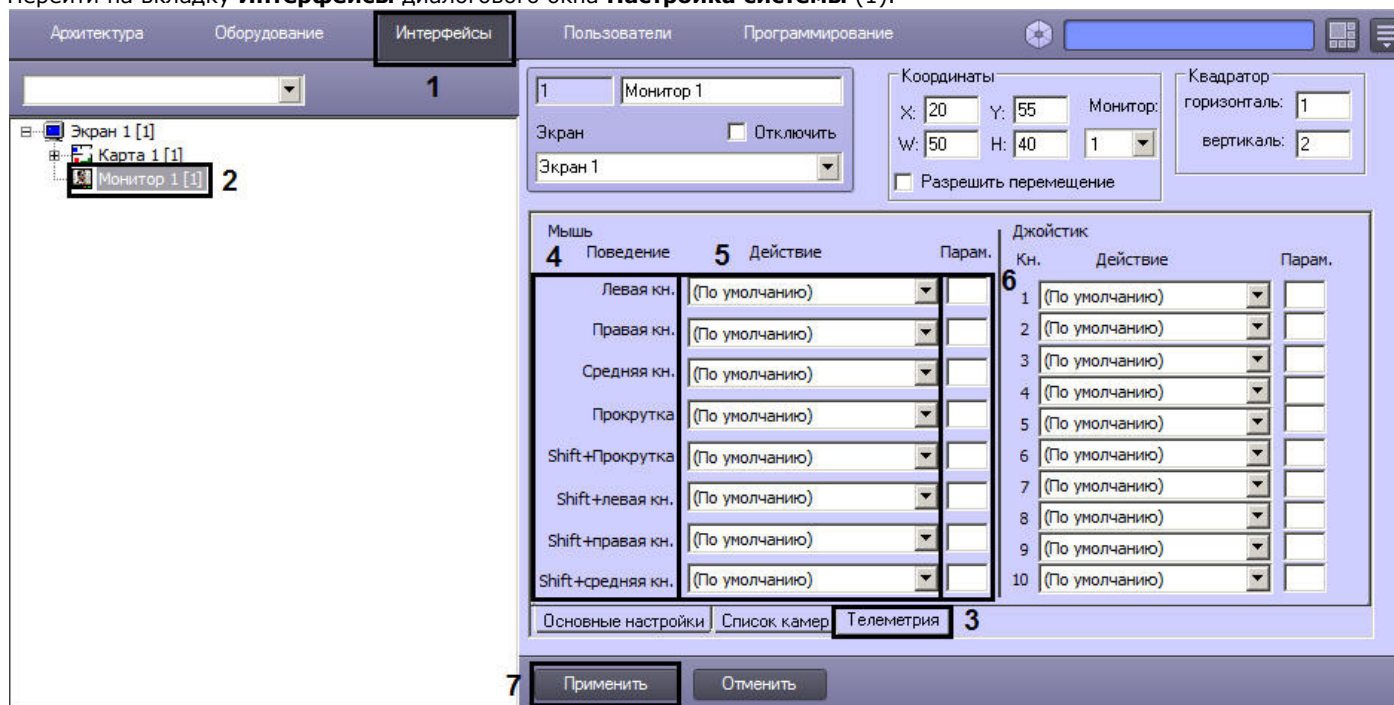 Перейти на вкладку Интерфейсы диалогового окна Настройка системы (1).
Архитектура Оборудование Интерфейсы Пользователи Программирование
1
1 Монитор 1
Экран Отключить
Экран 1
Координаты
X: 20 Y: 55 Монитор:
W: 50 H: 40 1
Разрешить перемещение
Квадратор
горизонталь: 1
вертикаль: 2
Экран 1 [1]
Карта 1 [1]
Монитор 1 [1] 2
Мышь
4 Поведение 5 Действие Парам.
Левая кн. (По умолчанию)
Правая кн. (По умолчанию)
Средняя кн. (По умолчанию)
Прокрутка (По умолчанию)
Shift+Прокрутка (По умолчанию)
Shift+левая кн. (По умолчанию)
Shift+правая кн. (По умолчанию)
Shift+средняя кн. (По умолчанию)
Джойстик
Кн. Действие Парам.
6
1 (По умолчанию)
2 (По умолчанию)
3 (По умолчанию)
4 (По умолчанию)
5 (По умолчанию)
6 (По умолчанию)
7 (По умолчанию)
8 (По умолчанию)
9 (По умолчанию)
10 (По умолчанию)
Основные настройки Список камер Телеметрия 3
7 Применить Отменить